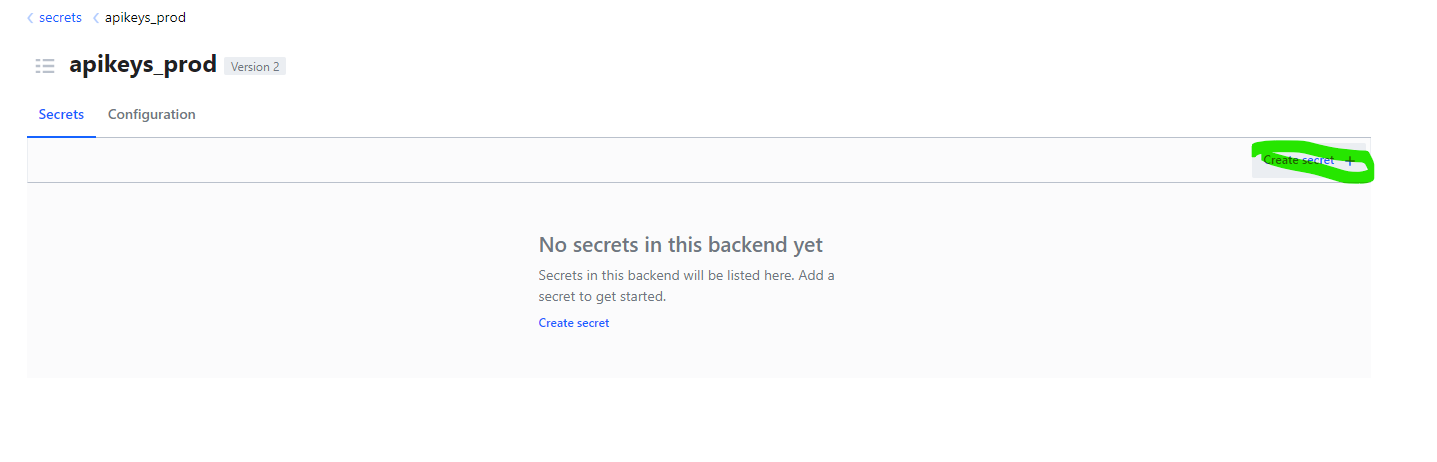 secrets apikeys_prod
apikeys_prod Version 2
Secrets Configuration
Create secret +
No secrets in this backend yet
Secrets in this backend will be listed here. Add a
secret to get started.
Create secret